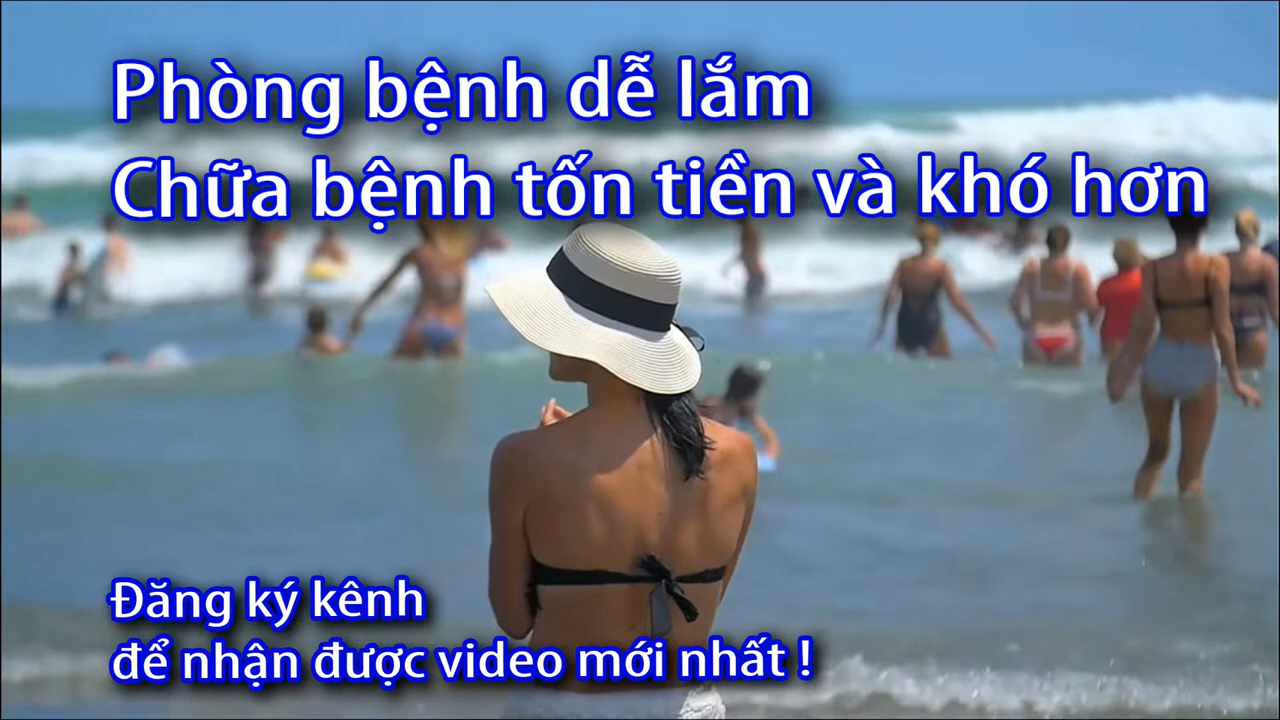 Phòng bệnh dễ lắm
Chữa bệnh tốn tiền và khó hơn
Đăng ký kênh
để nhận được video mới nhất !